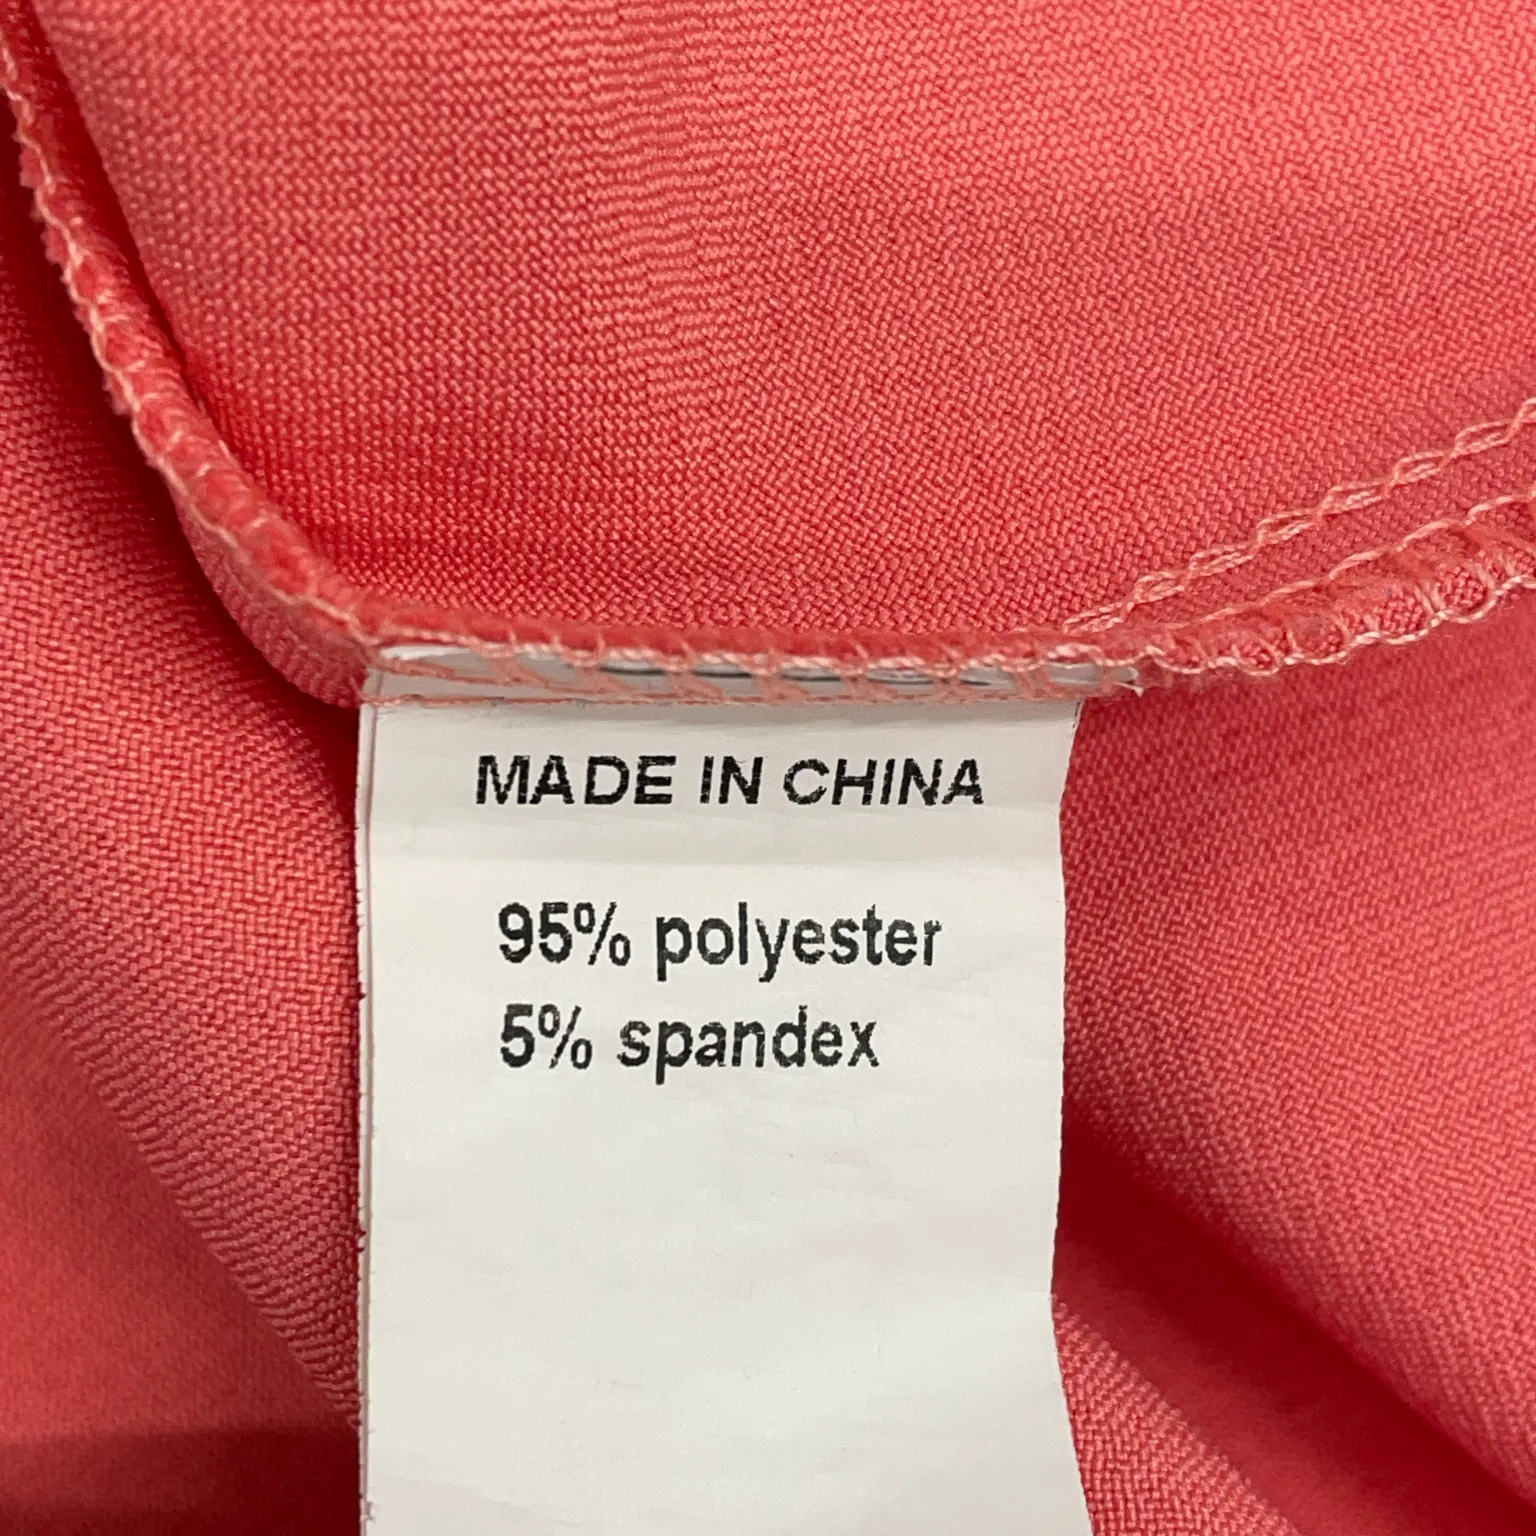 MADE IN CHINA
95% polyester
5% spandex